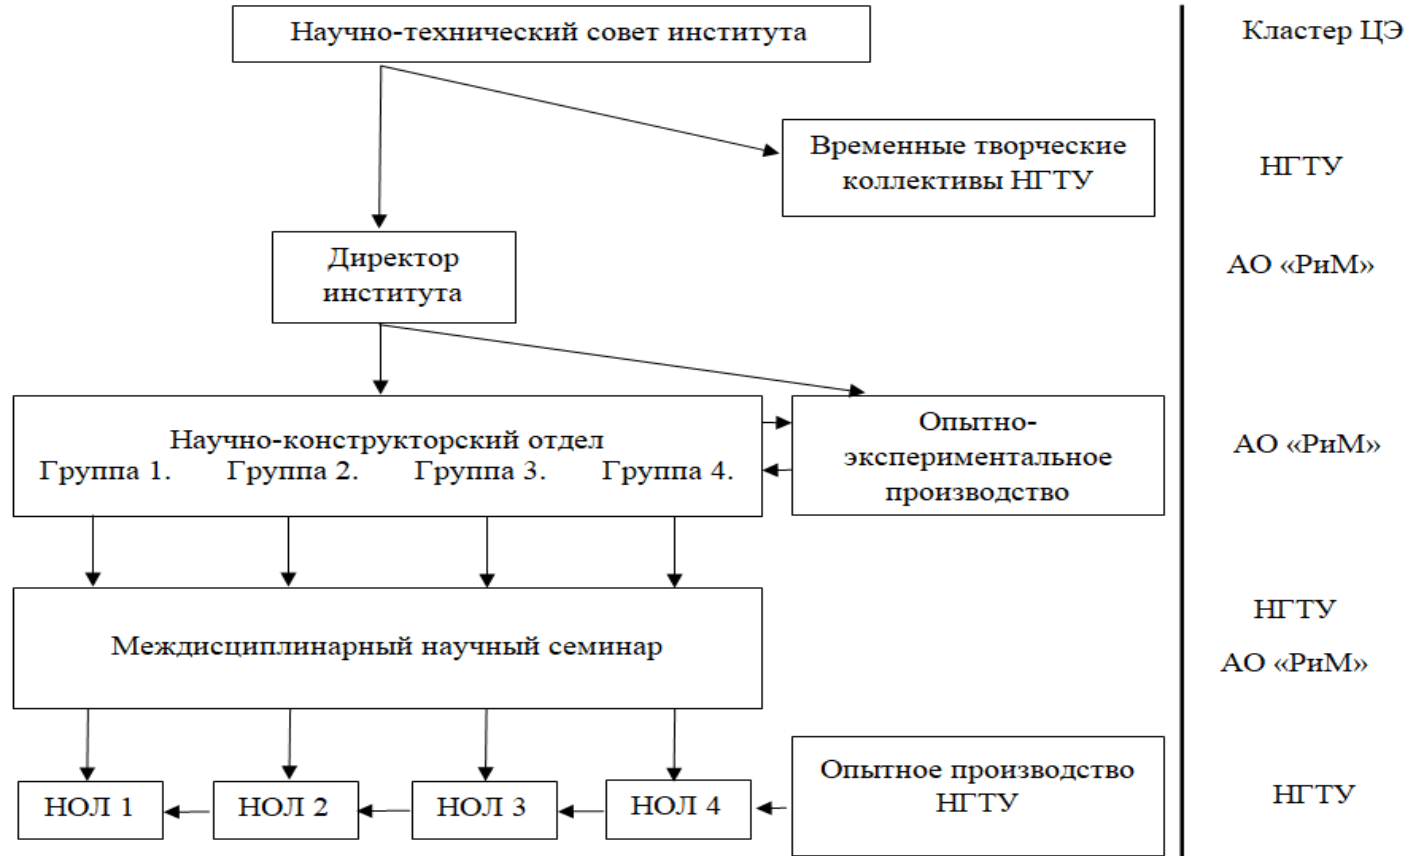 Научно-технический совет института
Кластер ЦЭ
Временные творческие
коллективы НГТУ
НГТУ
Директор
института
АО «РиМ»
Научно-конструкторский отдел
Группа 1. Группа 2. Группа 3. Группа 4.
Опытно-
экспериментальное
производство
АО «РиМ»
Междисциплинарный научный семинар
НГТУ
АО «РиМ»
НОЛ 1
НОЛ 2
НОЛ 3
НОЛ 4
Опытное производство
НГТУ
НГТУ